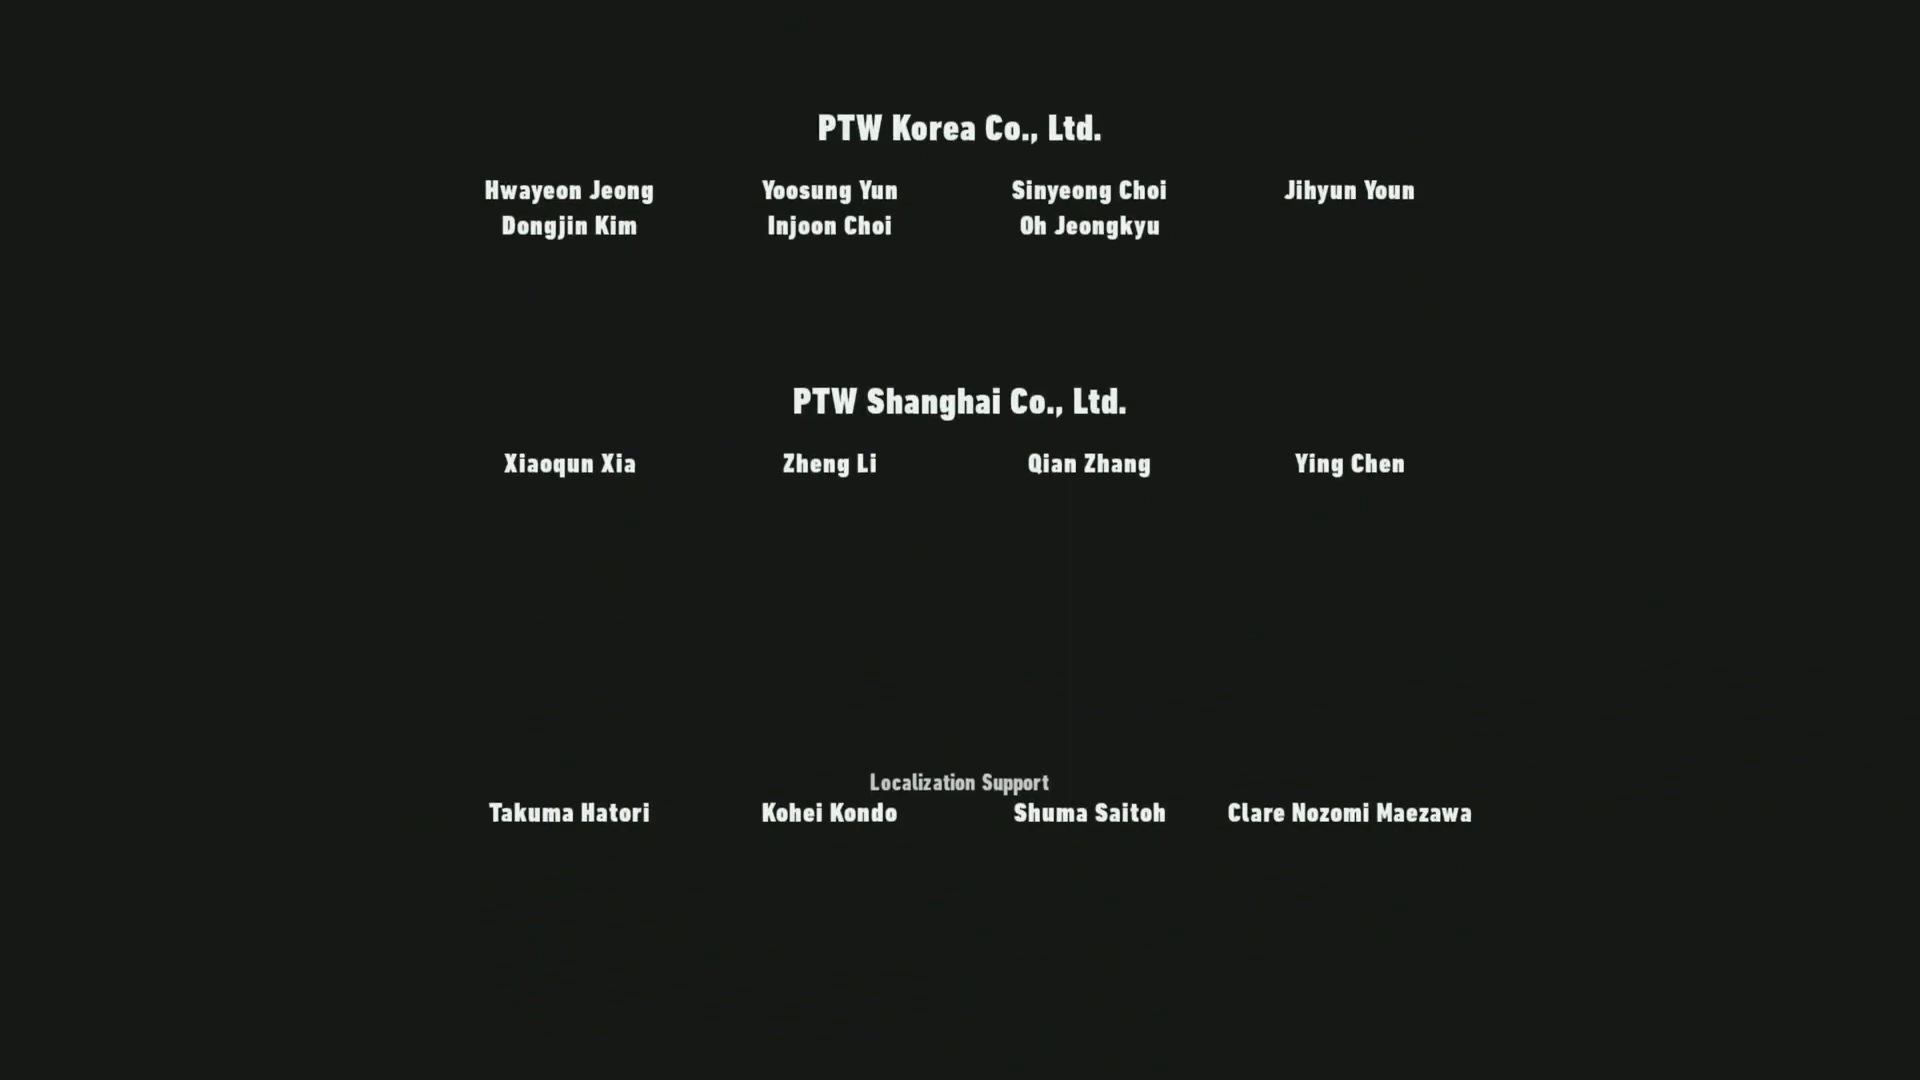 PTW Korea Co., Ltd.
Hwayeon Jeong Yoosung Yun Sinyeong Choi Jihyun Youn
Dongjin Kim Injoon Choi Oh Jeongkyu
PTW Shanghai Co., Ltd.
Xiaoqun Xia Zheng Li Qian Zhang Ying Chen
Localization Support
Takuma Hatori Kohei Kondo Shuma Saitoh Clare Nozomi Maezawa